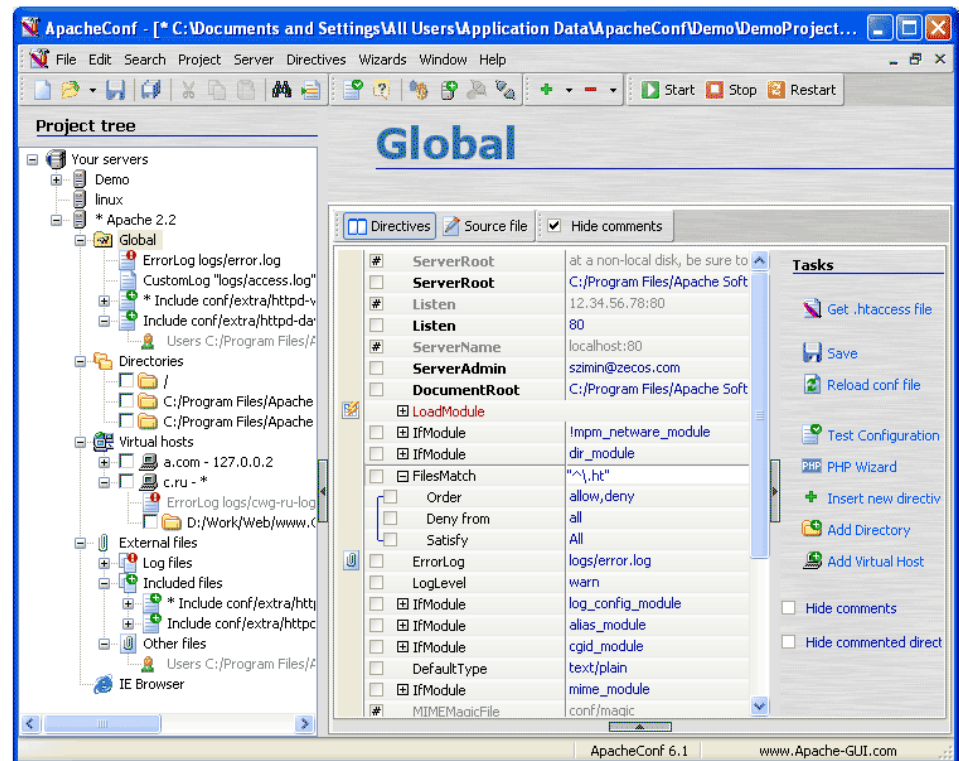 ApacheConf - [* C:\Documents and Settings\All Users\Application Data\ApacheConf\Demo\DemoProject...
File Edit Search Project Server Directives Wizards Window Help
Start Stop Restart
Project tree
Your servers
Demo
linux
* Apache 2.2
Global
ErrorLog logs/error.log
CustomLog "logs/access.log"
* Include conf/extra/httpd-v
Include conf/extra/httpd-da
Users C:/Program Files/A
Directories
/
C:/Program Files/Apache
C:/Program Files/Apache
Virtual hosts
a.com - 127.0.0.2
c.ru - *
ErrorLog logs/cwg-ru-log
D:/Work/Web/www.
External files
Log files
Included files
* Include conf/extra/http
Include conf/extra/httpd
Other files
Users C:/Program Files/A
IE Browser
Global
Directives Source file Hide comments
# ServerRoot at a non-local disk, be sure to
ServerRoot C:/Program Files/Apache Soft
# Listen 12.34.56.78:80
Listen 80
# ServerName localhost:80
ServerAdmin szimin@zecos.com
DocumentRoot C:/Program Files/Apache Soft
LoadModule
IfModule !mpm_netware_module
IfModule dir_module
FilesMatch "^\.ht"
Order allow,deny
Deny from all
Satisfy All
ErrorLog logs/error.log
LogLevel warn
IfModule log_config_module
IfModule alias_module
IfModule cgid_module
DefaultType text/plain
IfModule mime_module
# MIMEMagicFile conf/magic
Tasks
Get .htaccess file
Save
Reload conf file
Test Configuration
PHP PHP Wizard
Insert new directiv
Add Directory
Add Virtual Host
Hide comments
Hide commented direct
ApacheConf 6.1 www.Apache-GUI.com